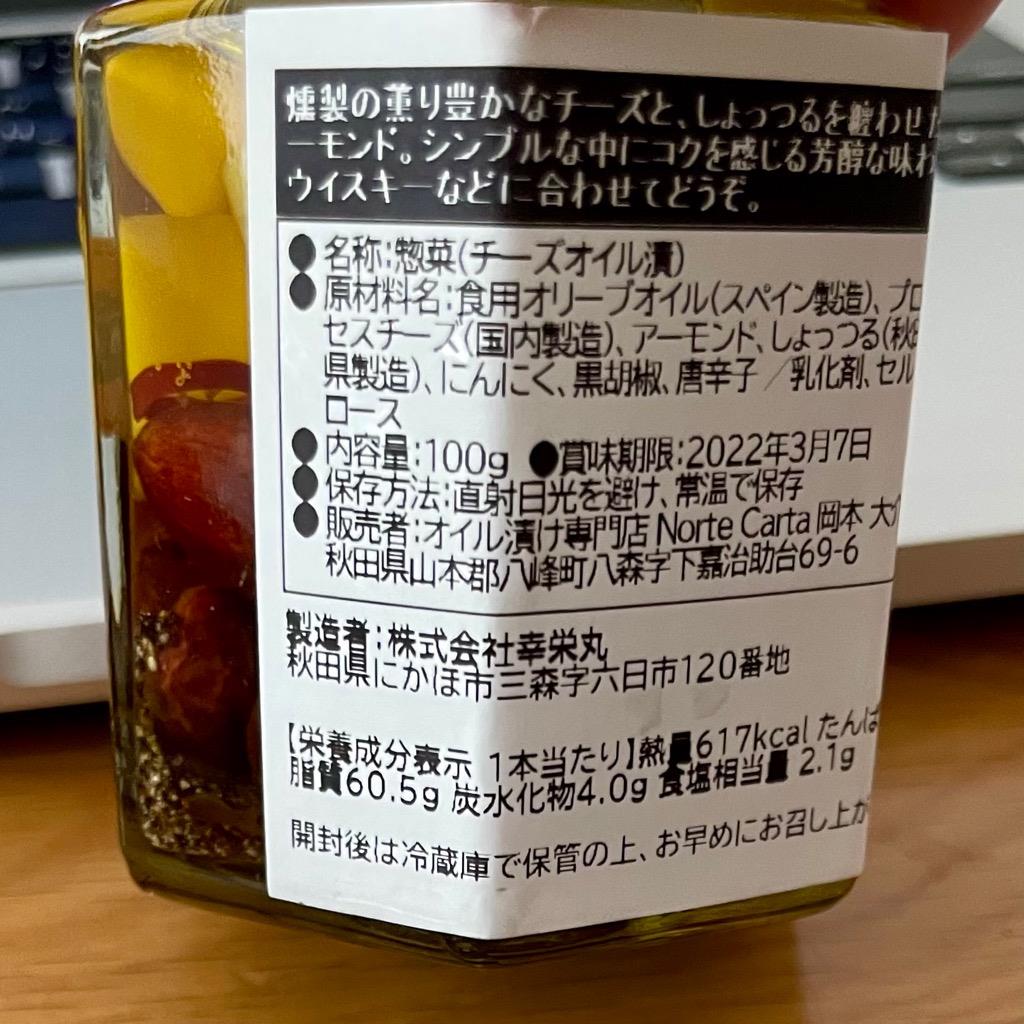 燻製の薫り豊かなチーズと、しょっつるを纏わせた
ーモンド。シンプルな中にコクを感じる芳醇な味わ
ウイスキーなどに合わせてどうぞ。
●名称:惣菜(チーズオイル漬)
●原材料名:食用オリーブオイル(スペイン製造)、プロ
セスチーズ(国内製造)、アーモンド、しょっつる(秋田
県製造)、にんにく、黒胡椒、唐辛子/乳化剤、セル
ロース
●内容量:100g ●賞味期限:2022年3月7日
●保存方法:直射日光を避け、常温で保存
●販売者:オイル漬け専門店 Norte Carta 岡本 大介
秋田県山本郡八峰町八森字下嘉治助台69-6
製造者:株式会社幸栄丸
秋田県にかほ市三森字六日市120番地
【栄養成分表示 1本当たり】熱量617kcal たんぱ
脂質60.5g 炭水化物4.0g 食塩相当量 2.1g
開封後は冷蔵庫で保管の上、お早めにお召し上が